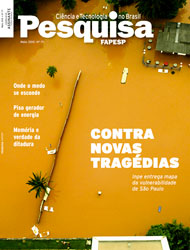 Ciência e Tecnologia no Brasil
Pesquisa
FAPESP
Onde o medo
se esconde
Piso gerador
de energia
Memória e
verdade da
ditadura
CONTRA
NOVAS
TRAGÉDIAS
Inpe entrega mapa
da vulnerabilidade
de São Paulo